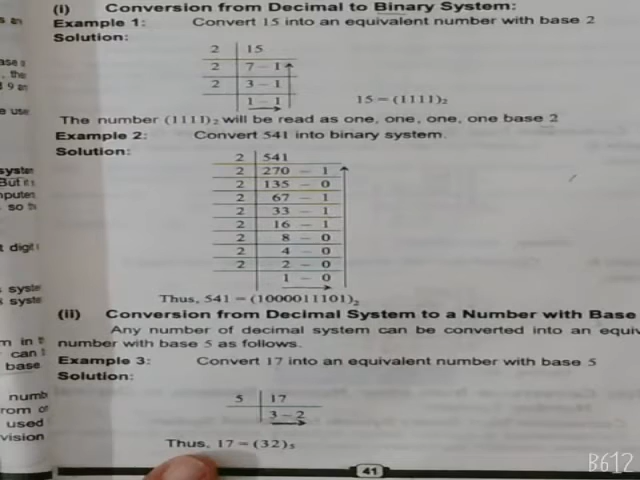 (i) Conversion from Decimal to Binary System:
Example 1: Convert 15 into an equivalent number with base 2
Solution:
2 15
2 7 – 1
2 3 – 1
1 – 1 15 = (1111)₂
The number (1111)₂ will be read as one, one, one, one base 2
Example 2: Convert 541 into binary system.
Solution:
2 541
2 270 – 1
2 135 – 0
2 67 – 1
2 33 – 1
2 16 – 1
2 8 – 0
2 4 – 0
2 2 – 0
1 – 0
Thus, 541 = (1000011101)₂
(ii) Conversion from Decimal System to a Number with Base
Any number of decimal system can be converted into an equiv
number with base 5 as follows.
Example 3: Convert 17 into an equivalent number with base 5
Solution:
5 17
3 – 2
Thus, 17 = (32)₅
41
B612